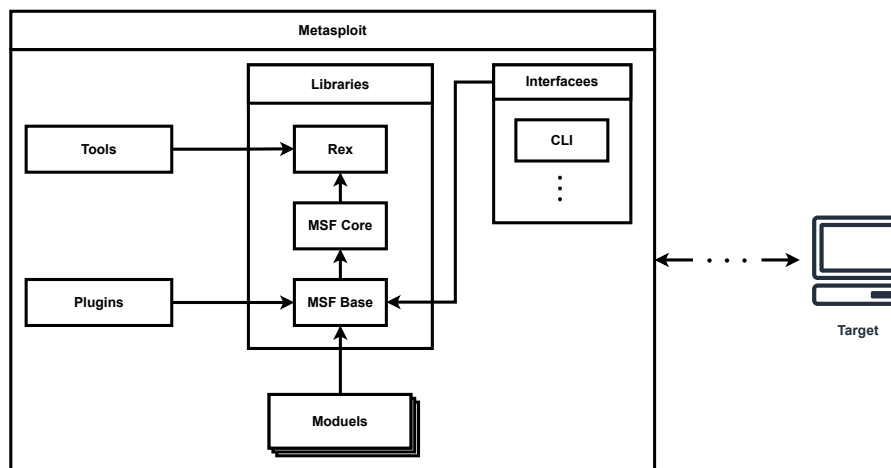 Metasploit
Libraries
Interfacees
Tools
Rex
CLI
MSF Core
Plugins
MSF Base
Target
Moduels